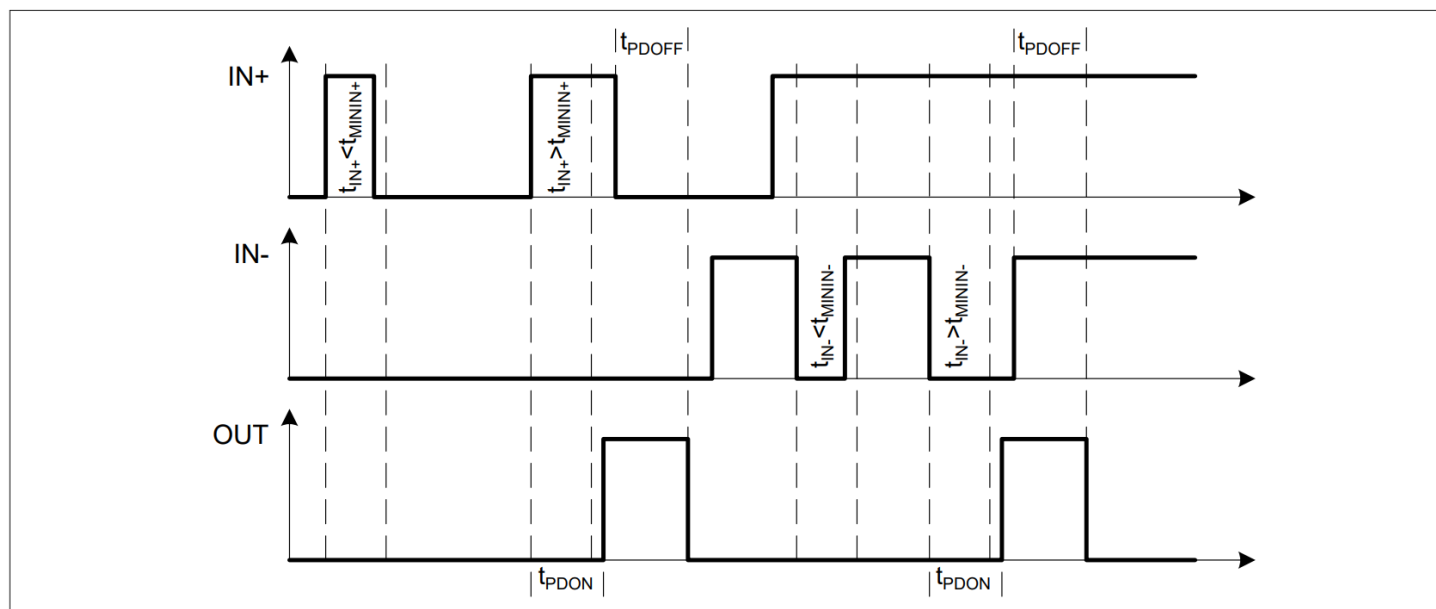 tPDOFF
tPDOFF
IN+
tIN+<tMININ+
tIN+>tMININ+
IN-
tIN-<tMININ-
tIN->tMININ-
OUT
tPDON
tPDON